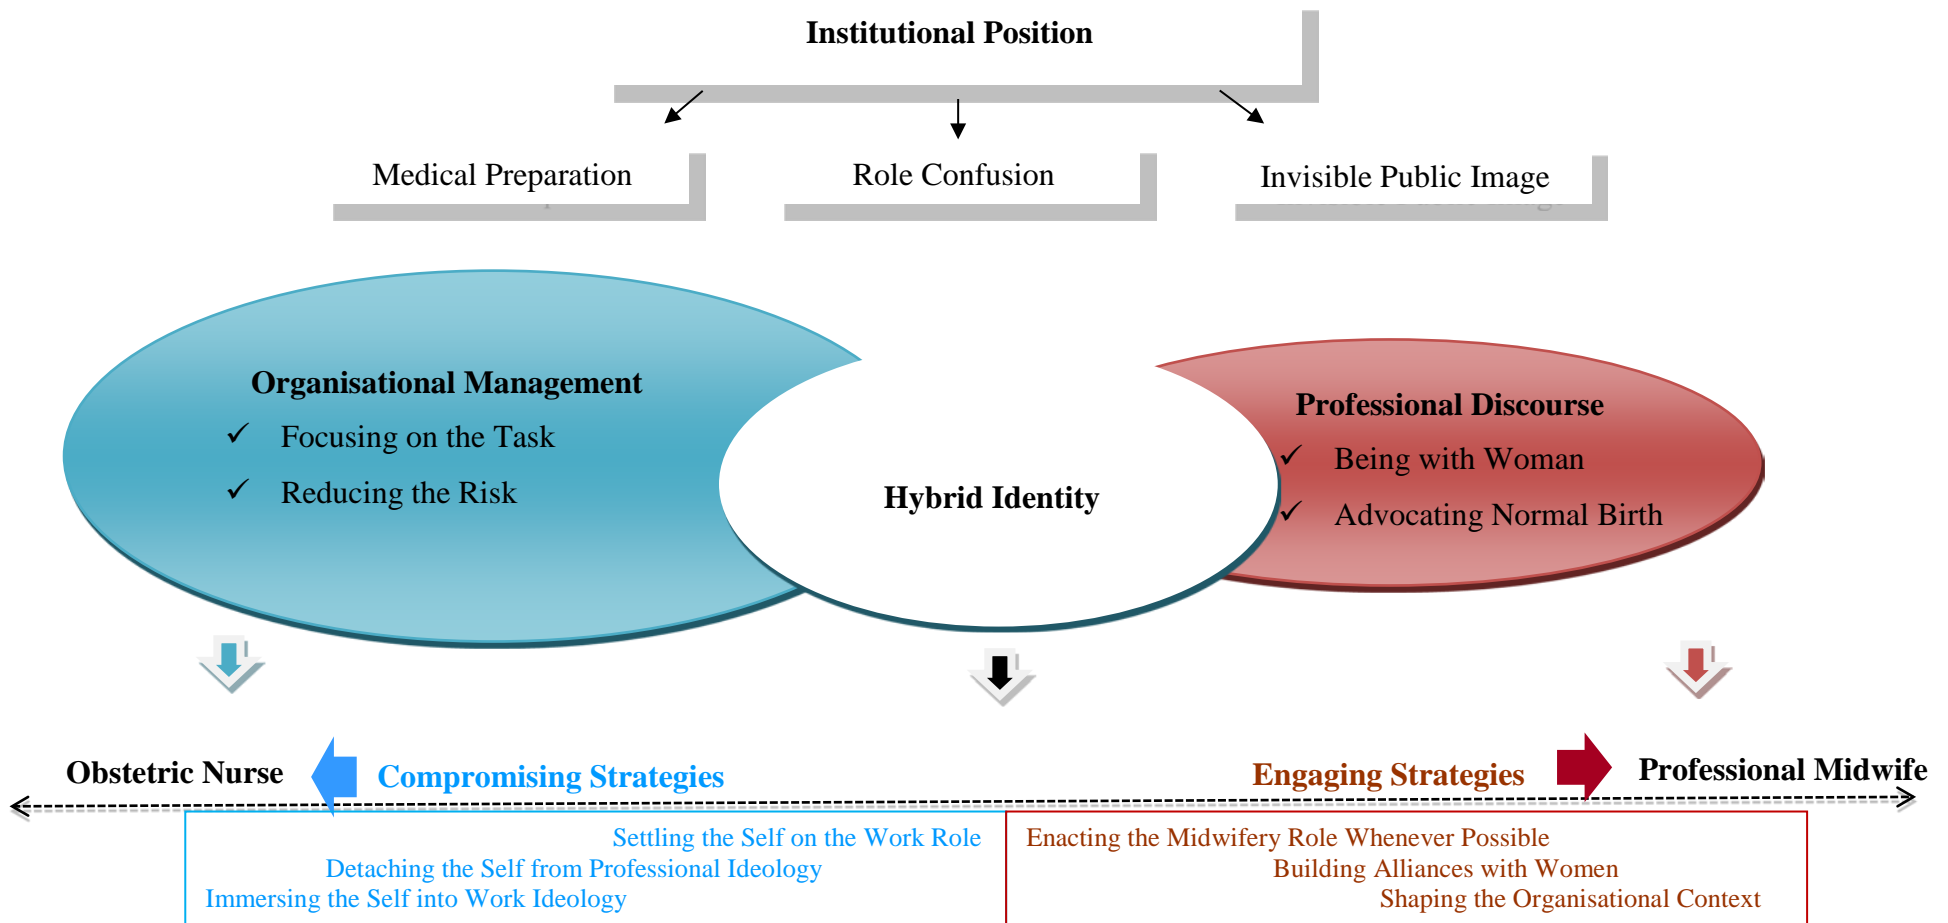 Institutional Position
Medical Preparation
Role Confusion
Invisible Public Image
Organisational Management
✓ Focusing on the Task
✓ Reducing the Risk
Hybrid Identity
Professional Discourse
✓ Being with Woman
✓ Advocating Normal Birth
Obstetric Nurse
Compromising Strategies
Engaging Strategies
Professional Midwife
Settling the Self on the Work Role
Detaching the Self from Professional Ideology
Immersing the Self into Work Ideology
Enacting the Midwifery Role Whenever Possible
Building Alliances with Women
Shaping the Organisational Context